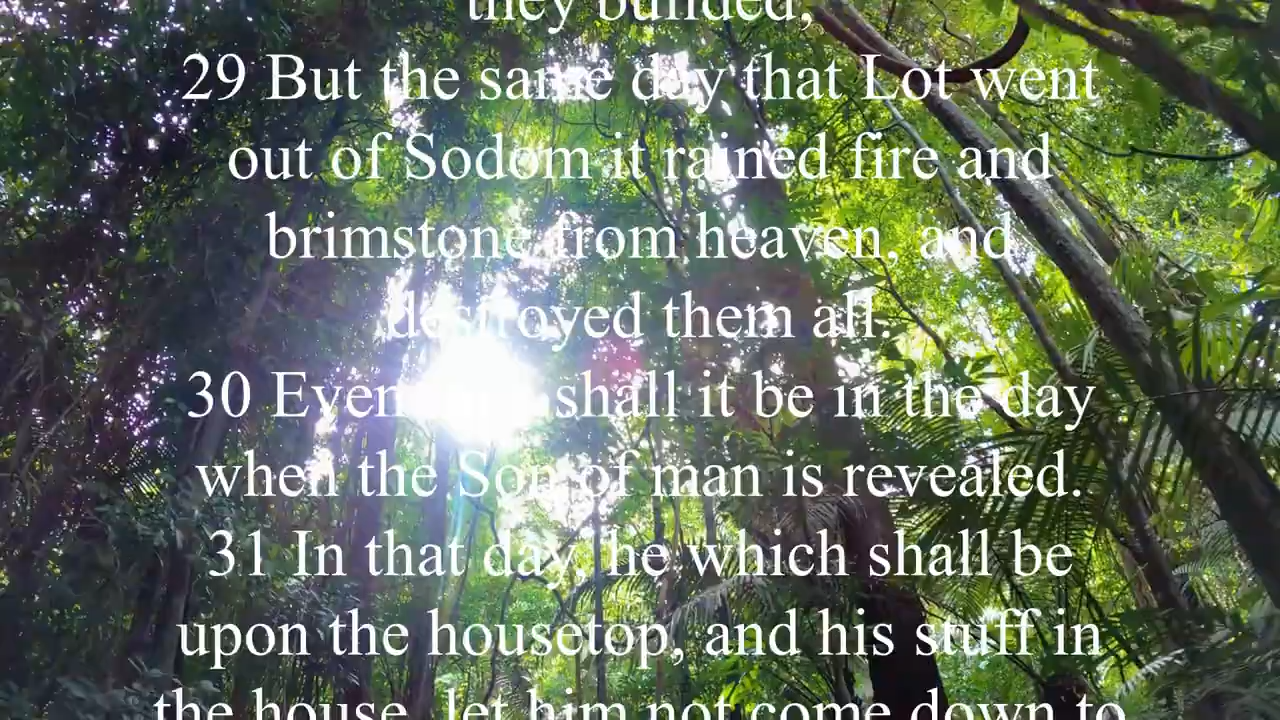 they builded,
29 But the same day that Lot went
out of Sodom it rained fire and
brimstone from heaven, and
destroyed them all.
30 Even shall it be in the day
when the Son of man is revealed.
31 In that day, he which shall be
upon the housetop, and his stuff in
the house, let him not come down to